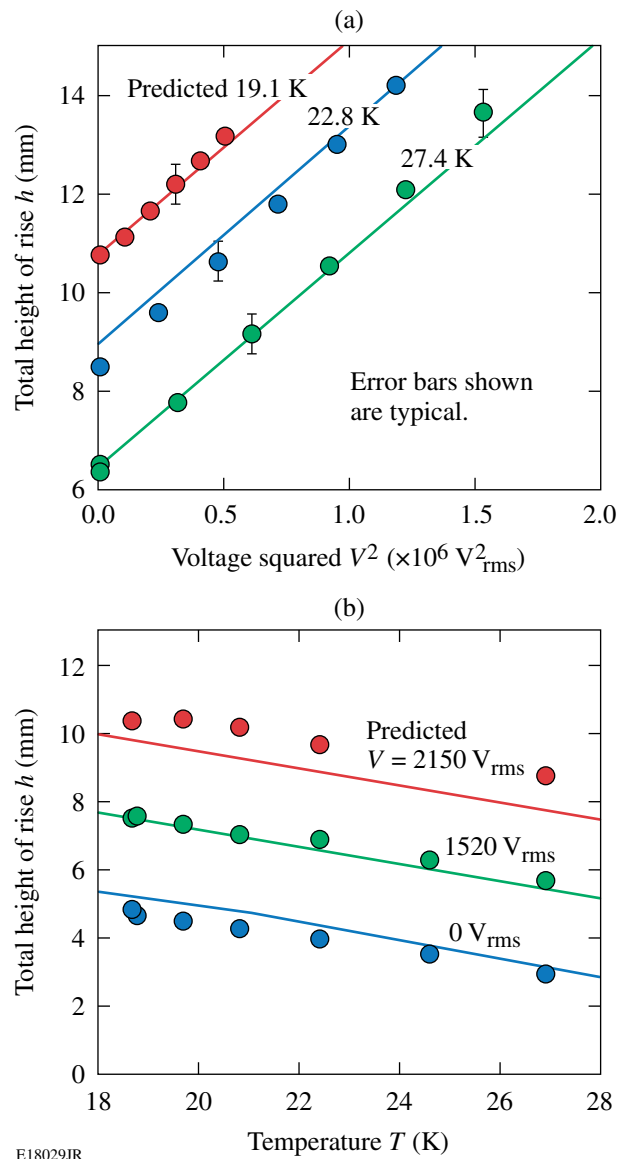 (a)
Total height of rise h (mm)
14
12
10
8
6
Predicted 19.1 K
22.8 K
27.4 K
Error bars shown
are typical.
0.0
0.5
1.0
1.5
2.0
Voltage squared V² (×10⁶ V²rms)
(b)
Total height of rise h (mm)
12
10
8
6
4
2
0
Predicted
V = 2150 Vrms
1520 Vrms
0 Vrms
18
20
22
24
26
28
Temperature T (K)
E18029JR